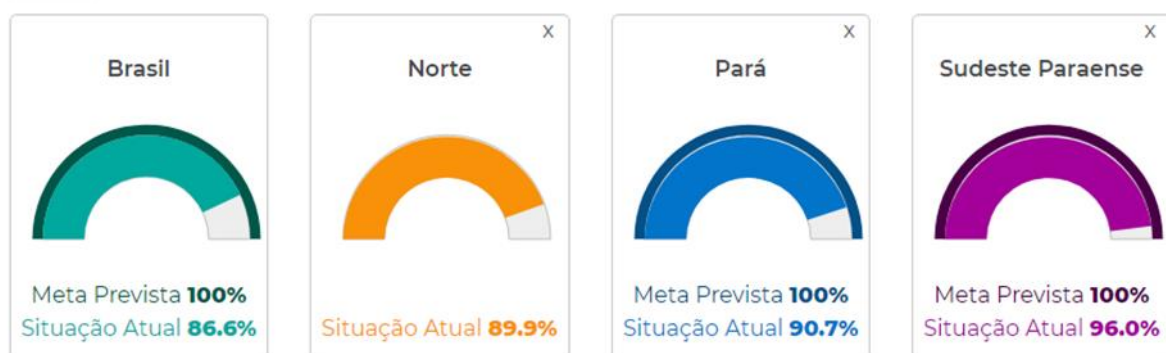 Brasil
Meta Prevista 100%
Situação Atual 86.6%
X
Norte
Situação Atual 89.9%
X
Pará
Meta Prevista 100%
Situação Atual 90.7%
X
Sudeste Paraense
Meta Prevista 100%
Situação Atual 96.0%